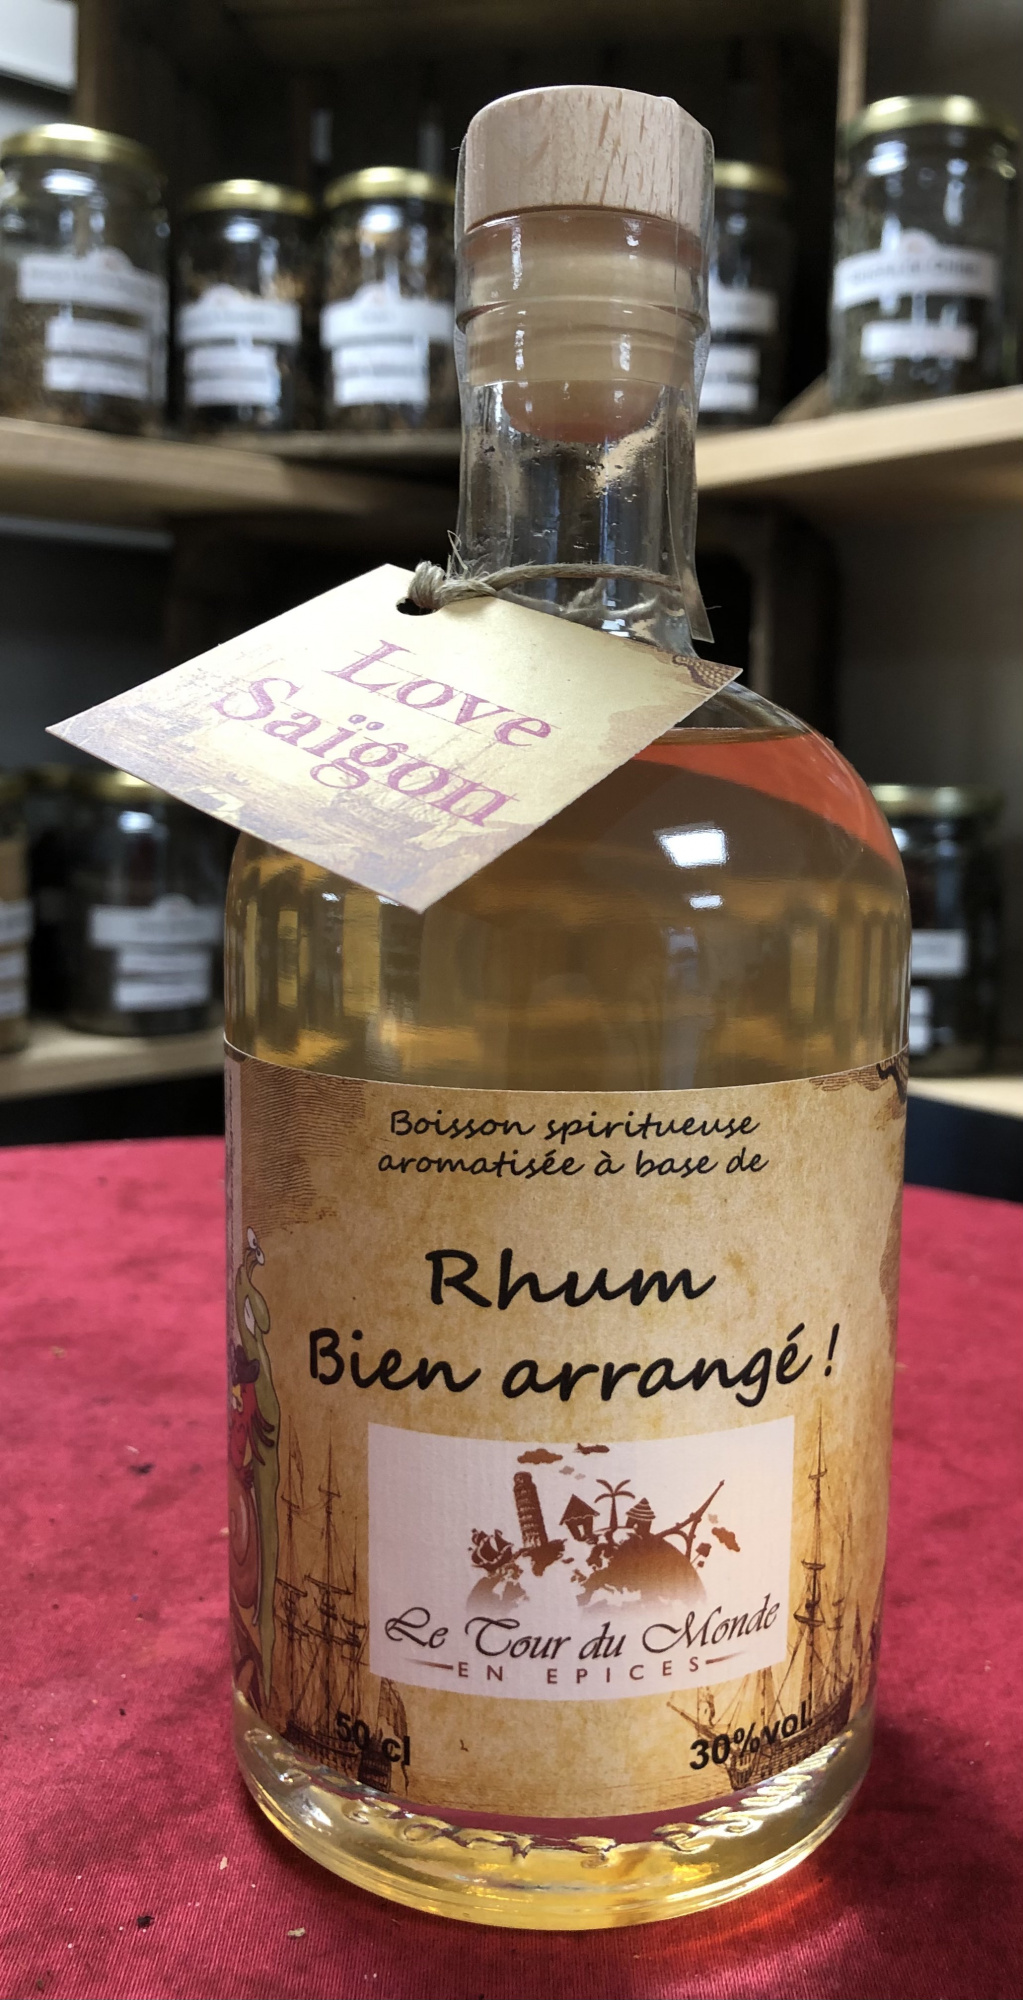 Love
Saïgon
Boisson spiritueuse
aromatisée à base de
Rhum
Bien arrangé !
Le Tour du Monde
EN EPICES
50 cl
30%vol.